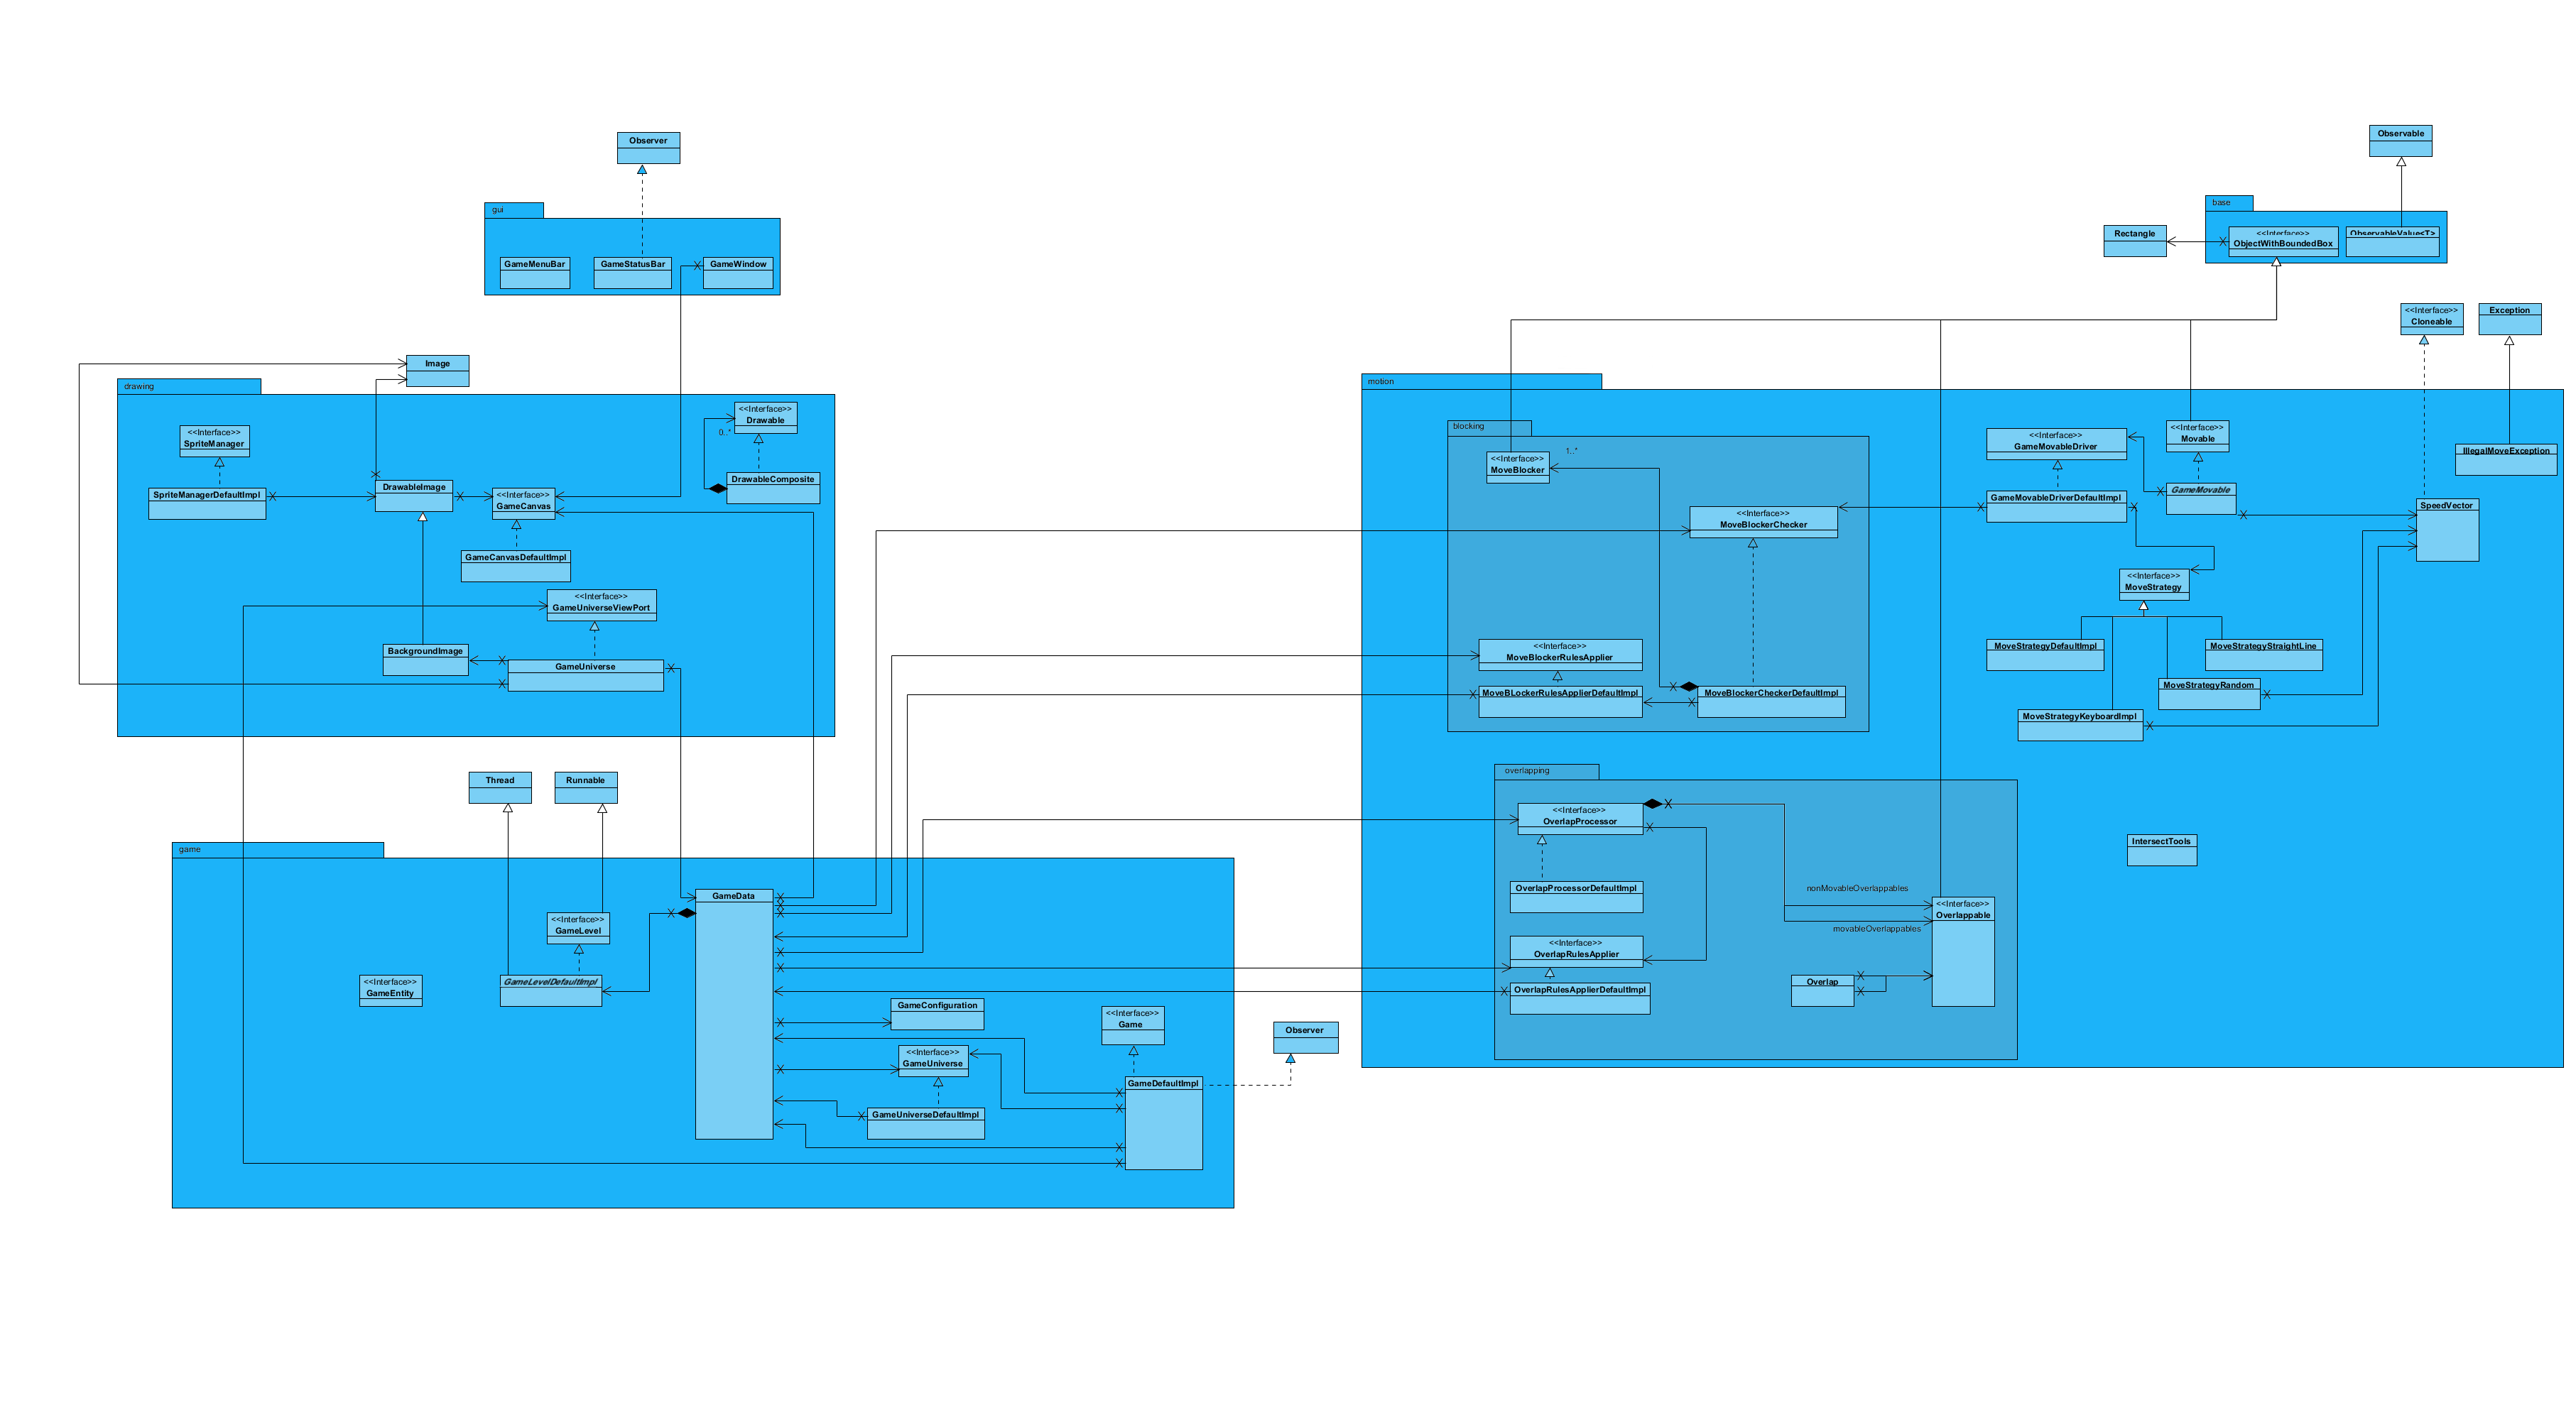 Observer
gui
GameMenuBar
GameStatusBar
GameWindow
Observable
base
Rectangle
<<Interface>>
ObjectWithBoundedBox
ObservableValue<T>
<<Interface>>
Cloneable
Exception
Image
drawing
<<Interface>>
SpriteManager
SpriteManagerDefaultImpl
DrawableImage
<<Interface>>
GameCanvas
GameCanvasDefaultImpl
<<Interface>>
Drawable
0..*
DrawableComposite
<<Interface>>
GameUniverseViewPort
BackgroundImage
GameUniverse
motion
blocking
<<Interface>>
MoveBlocker
1..*
<<Interface>>
MoveBlockerChecker
<<Interface>>
MoveBlockerRulesApplier
MoveBLockerRulesApplierDefaultImpl
MoveBlockerCheckerDefaultImpl
<<Interface>>
GameMovableDriver
GameMovableDriverDefaultImpl
<<Interface>>
Movable
GameMovable
IllegalMoveException
SpeedVector
<<Interface>>
MoveStrategy
MoveStrategyDefaultImpl
MoveStrategyStraightLine
MoveStrategyRandom
MoveStrategyKeyboardImpl
overlapping
<<Interface>>
OverlapProcessor
OverlapProcessorDefaultImpl
nonMovableOverlappables
<<Interface>>
Overlappable
movableOverlappables
<<Interface>>
OverlapRulesApplier
OverlapRulesApplierDefaultImpl
Overlap
IntersectTools
Thread
Runnable
game
GameData
<<Interface>>
GameLevel
GameLevelDefaultImpl
<<Interface>>
GameEntity
GameConfiguration
<<Interface>>
GameUniverse
GameUniverseDefaultImpl
<<Interface>>
Game
GameDefaultImpl
Observer